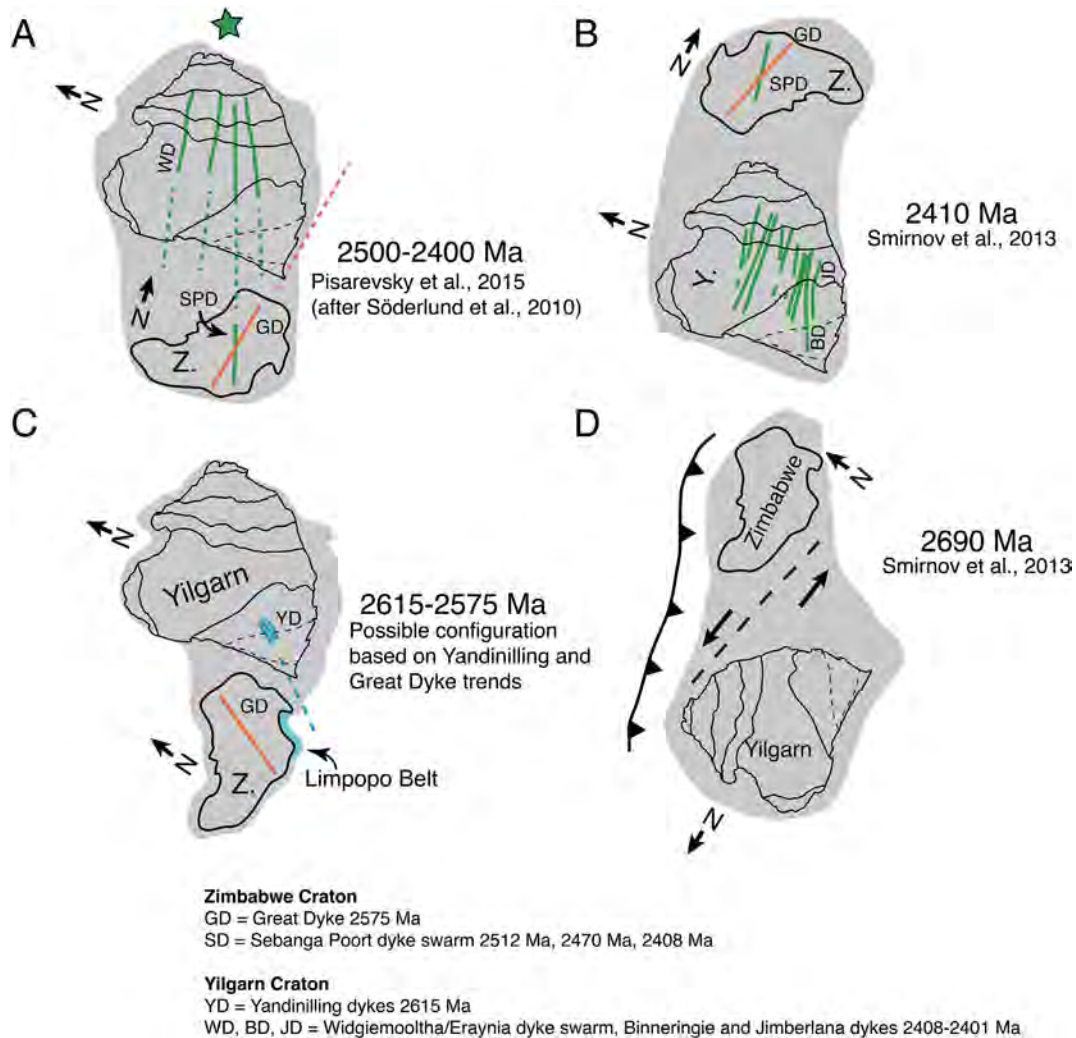 A
N
WD
2500-2400 Ma
Pisarevsky et al., 2015
(after Söderlund et al., 2010)
N
SPD
GD
Z.
B
GD
N
SPD
Z.
N
2410 Ma
Smirnov et al., 2013
Y.
JD
BD
C
N
Yilgarn
YD
2615-2575 Ma
Possible configuration
based on Yandinilling and
Great Dyke trends
GD
N
Z.
Limpopo Belt
D
Zimbabwe
N
2690 Ma
Smirnov et al., 2013
Yilgarn
N
Zimbabwe Craton
GD = Great Dyke 2575 Ma
SD = Sebanga Poort dyke swarm 2512 Ma, 2470 Ma, 2408 Ma
Yilgarn Craton
YD = Yandinilling dykes 2615 Ma
WD, BD, JD = Widgiemooltha/Eraynia dyke swarm, Binneringie and Jimberlana dykes 2408-2401 Ma